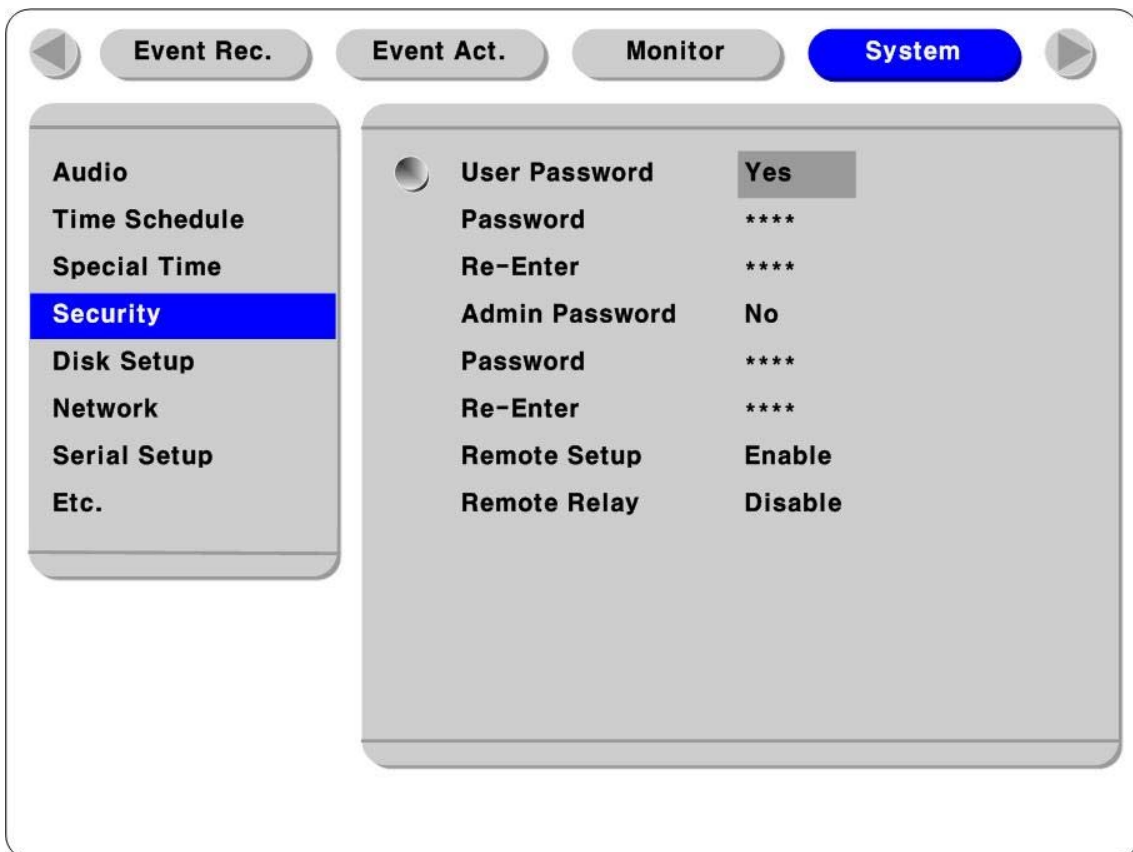 Event Rec. Event Act. Monitor System
Audio
Time Schedule
Special Time
Security
Disk Setup
Network
Serial Setup
Etc.
User Password Yes
Password ****
Re-Enter ****
Admin Password No
Password ****
Re-Enter ****
Remote Setup Enable
Remote Relay Disable